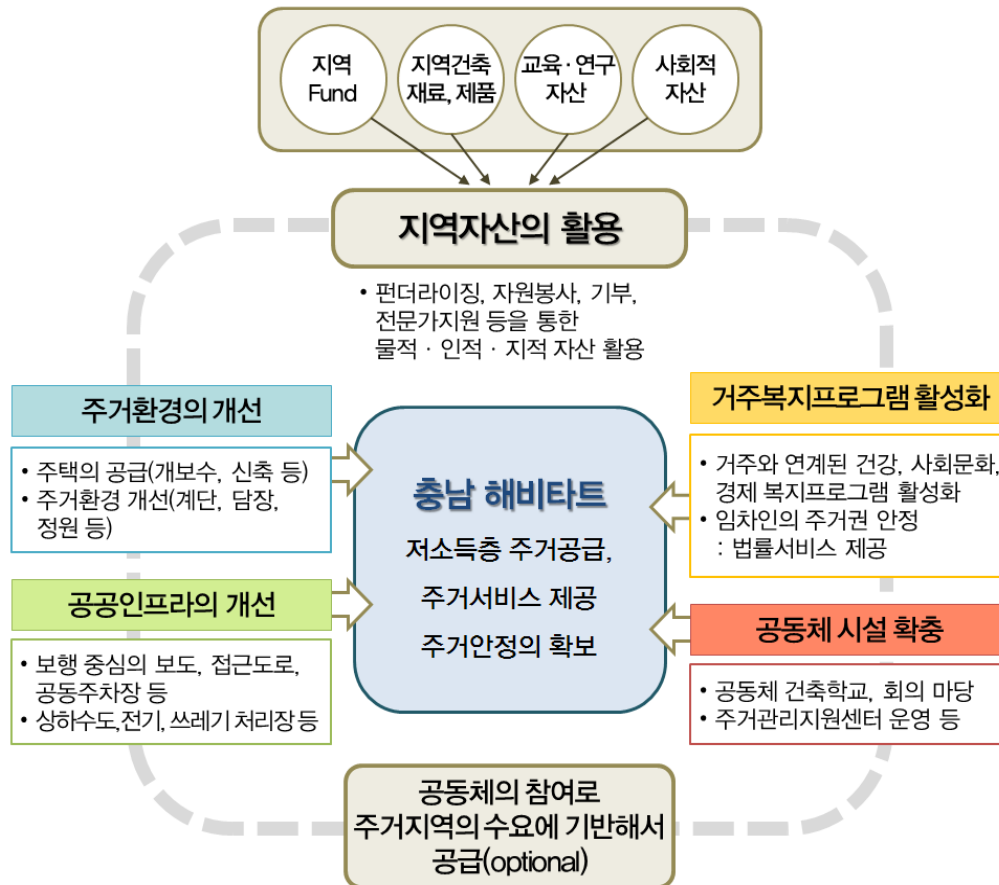 지역
Fund
지역건축
재료, 제품
교육·연구
자산
사회적
자산
지역자산의 활용
• 펀더라이징, 자원봉사, 기부,
전문가지원 등을 통한
물적 · 인적 · 지적 자산 활용
주거환경의 개선
• 주택의 공급(개보수, 신축 등)
• 주거환경 개선(계단, 담장,
정원 등)
공공인프라의 개선
• 보행 중심의 보도, 접근도로,
공동주차장 등
• 상하수도,전기, 쓰레기 처리장 등
충남 해비타트
저소득층 주거공급,
주거서비스 제공
주거안정의 확보
거주복지프로그램 활성화
• 거주와 연계된 건강, 사회문화,
경제 복지프로그램 활성화
• 임차인의 주거권 안정
: 법률서비스 제공
공동체 시설 확충
• 공동체 건축학교, 회의 마당
• 주거관리지원센터 운영 등
공동체의 참여로
주거지역의 수요에 기반해서
공급(optional)